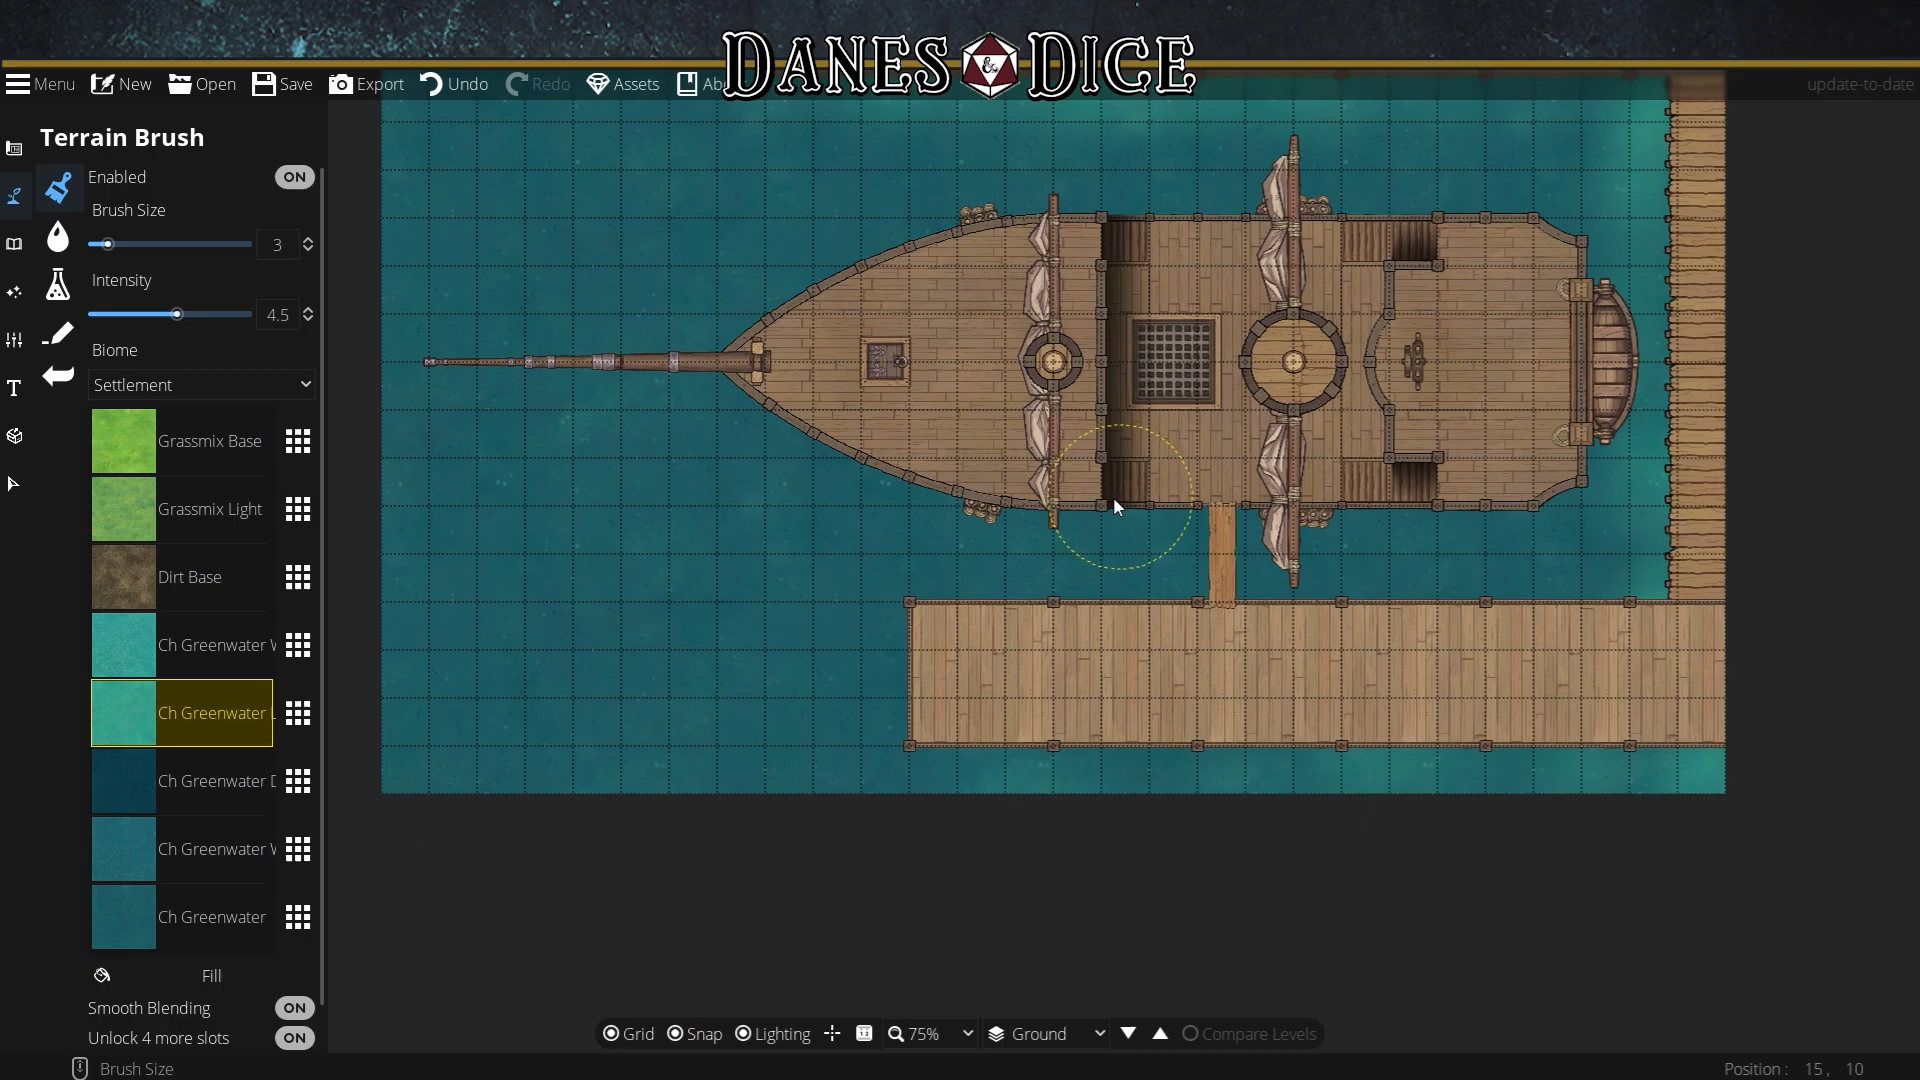 DANES & DICE
Menu New Open Save Export Undo Redo Assets Ab
update-to-date
Terrain Brush
Enabled ON
Brush Size
3
Intensity
4.5
Biome
Settlement
Grassmix Base
Grassmix Light
Dirt Base
Ch Greenwater W
Ch Greenwater L
Ch Greenwater D
Ch Greenwater W
Ch Greenwater
Fill
Smooth Blending ON
Unlock 4 more slots ON
Grid Snap Lighting 75% Ground Compare Levels
Brush Size
Position : 15 , 10